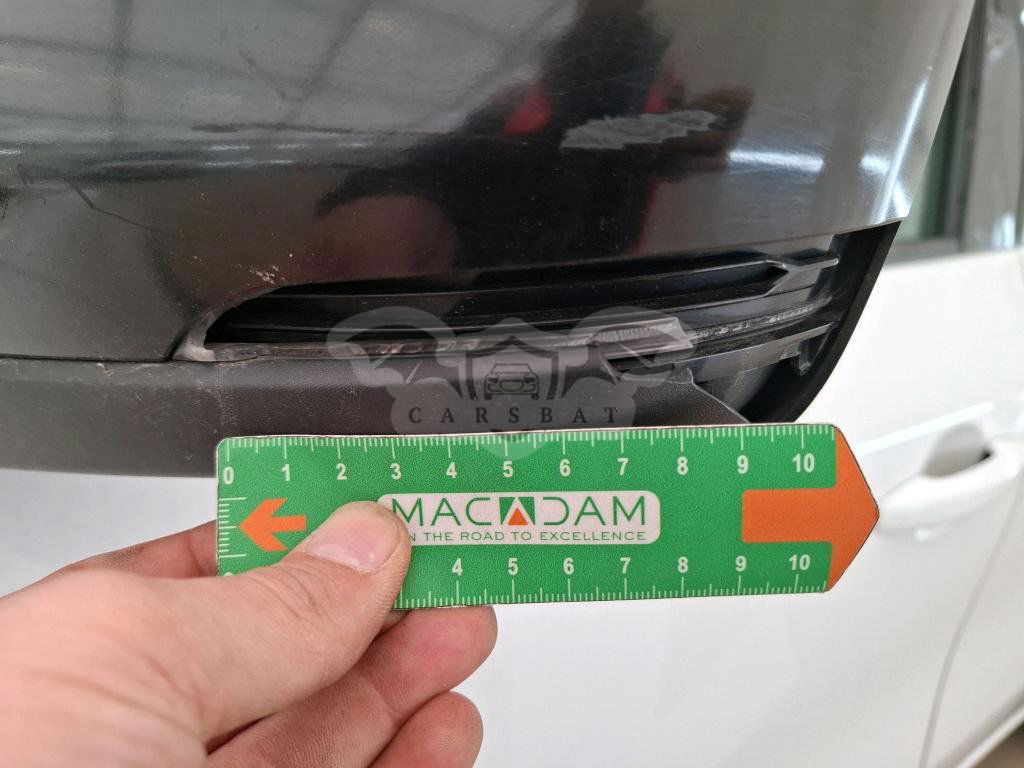 CARSBAT
0 1 2 3 4 5 6 7 8 9 10
MACADAM
N THE ROAD TO EXCELLENCE
4 5 6 7 8 9 10